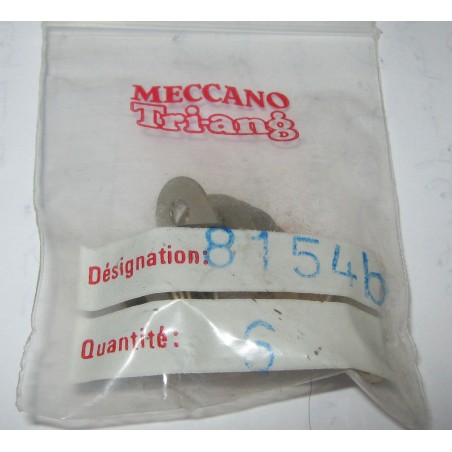 MECCANO
Tri-ang
Désignation: 8154b
Quantité: 6